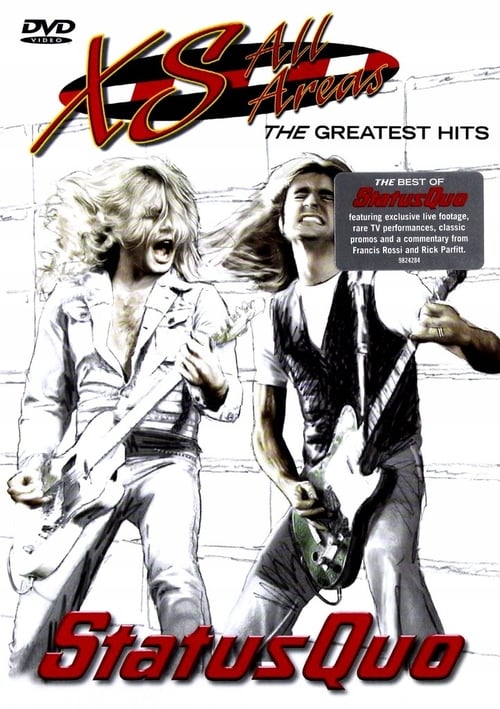 DVD
VIDEO
XS All
Areas
THE GREATEST HITS
THE BEST OF
StatusQuo
featuring exclusive live footage,
rare TV performances, classic
promos and a commentary from
Francis Rossi and Rick Parfitt.
9824284
StatusQuo